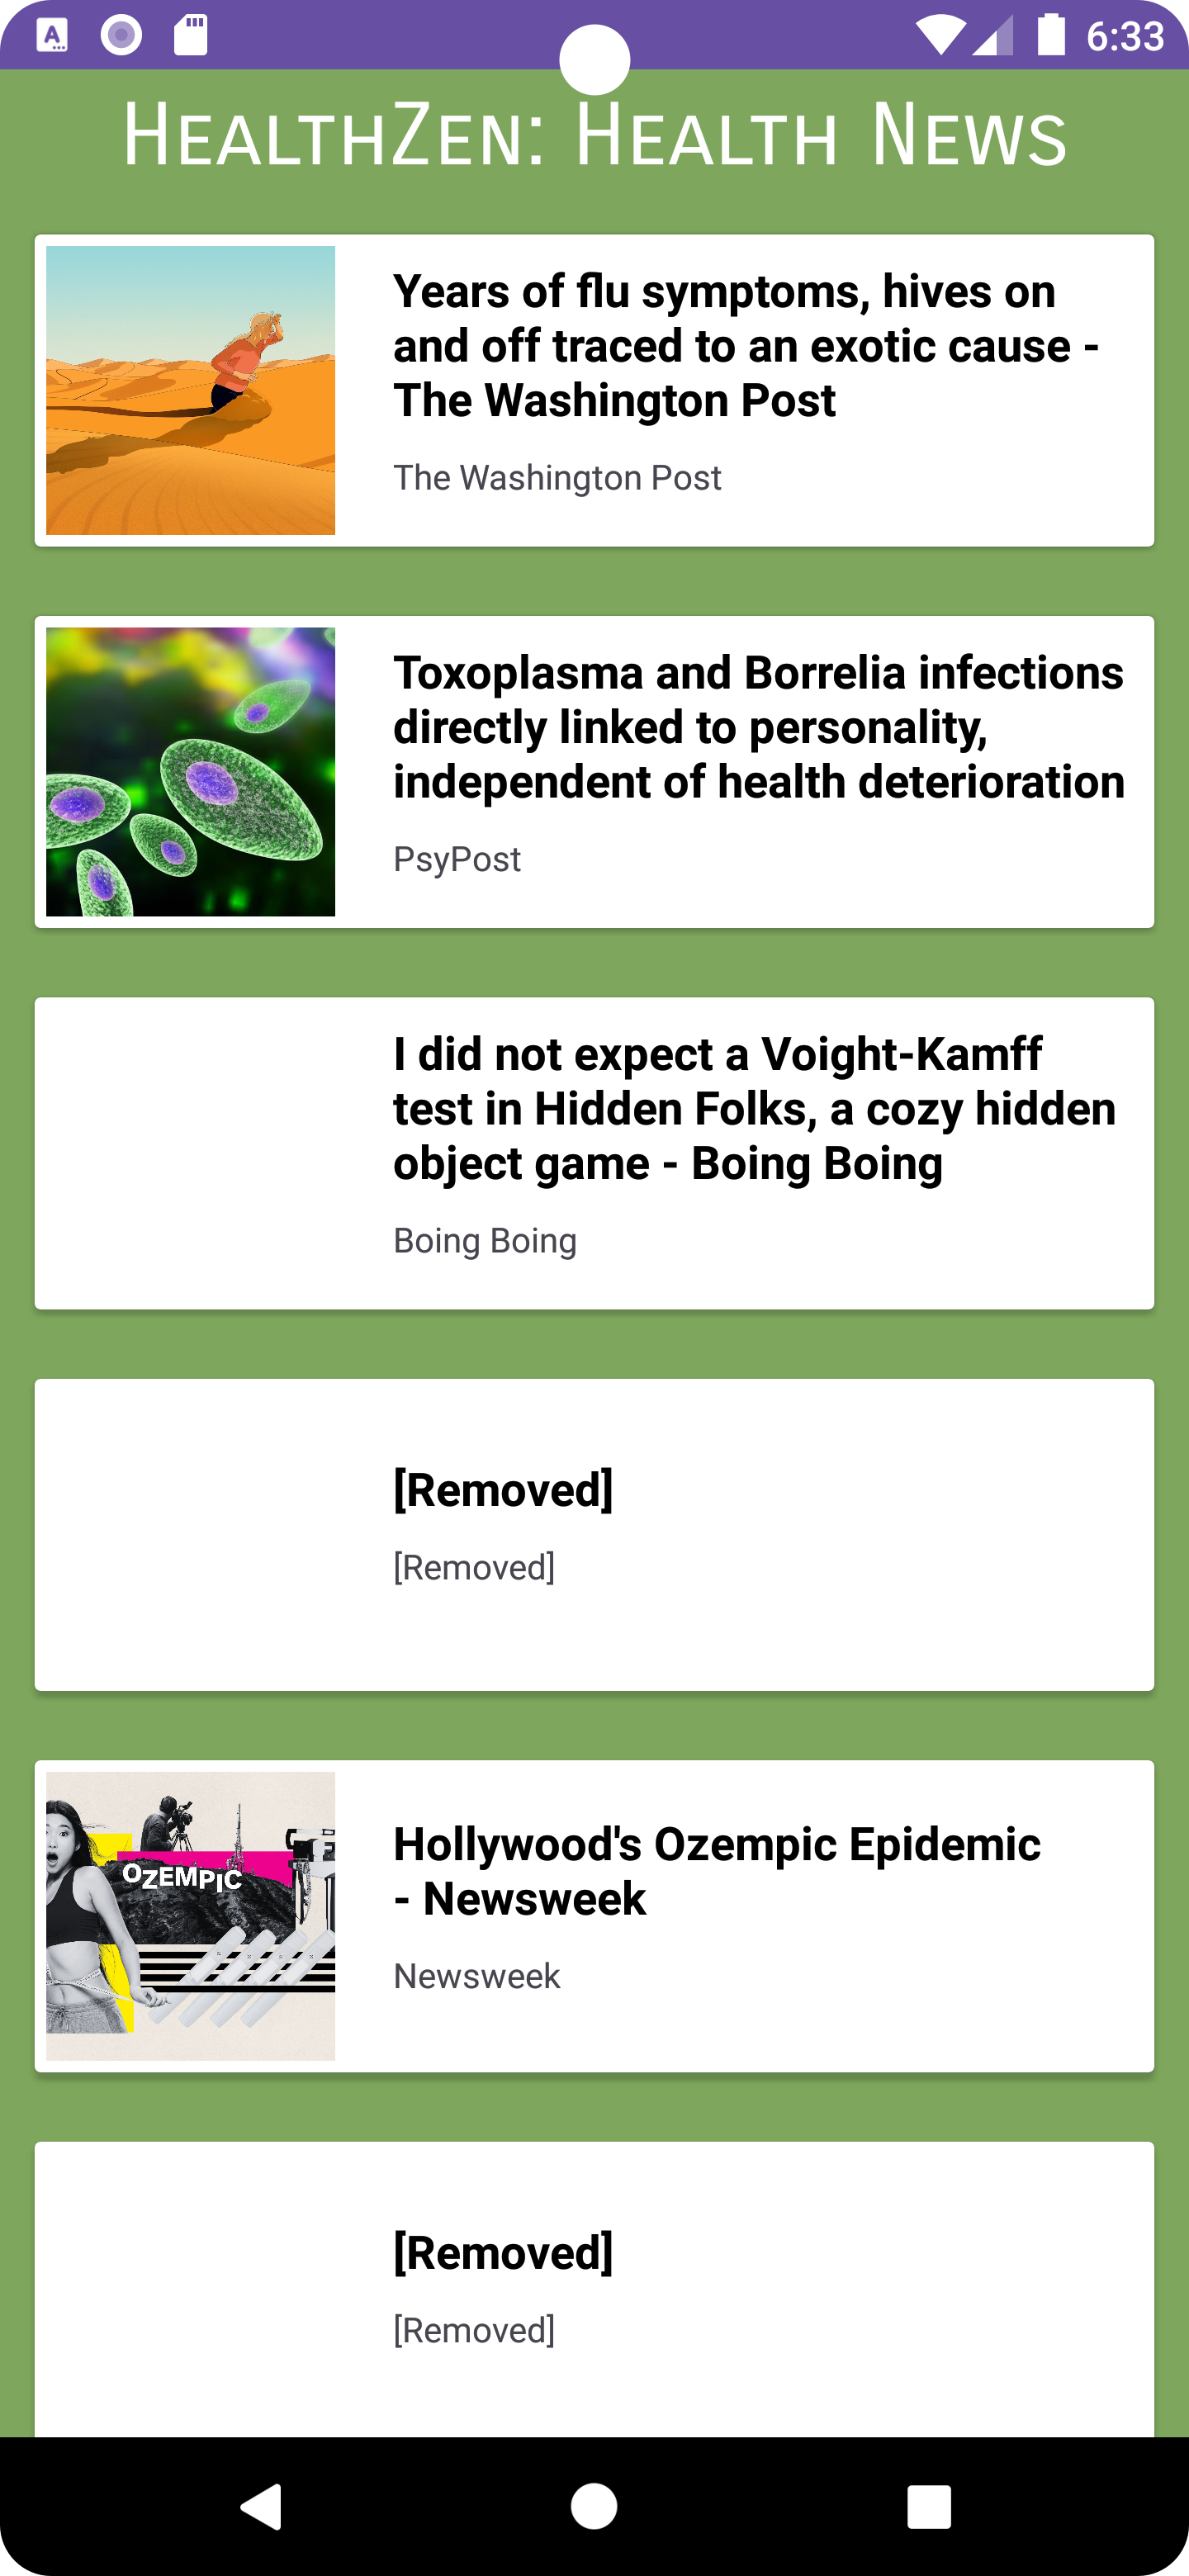 6:33
HealthZen: Health News
Years of flu symptoms, hives on
and off traced to an exotic cause -
The Washington Post
The Washington Post
Toxoplasma and Borrelia infections
directly linked to personality,
independent of health deterioration
PsyPost
I did not expect a Voight-Kamff
test in Hidden Folks, a cozy hidden
object game - Boing Boing
Boing Boing
[Removed]
[Removed]
OZEMPIC
Hollywood's Ozempic Epidemic
- Newsweek
Newsweek
[Removed]
[Removed]